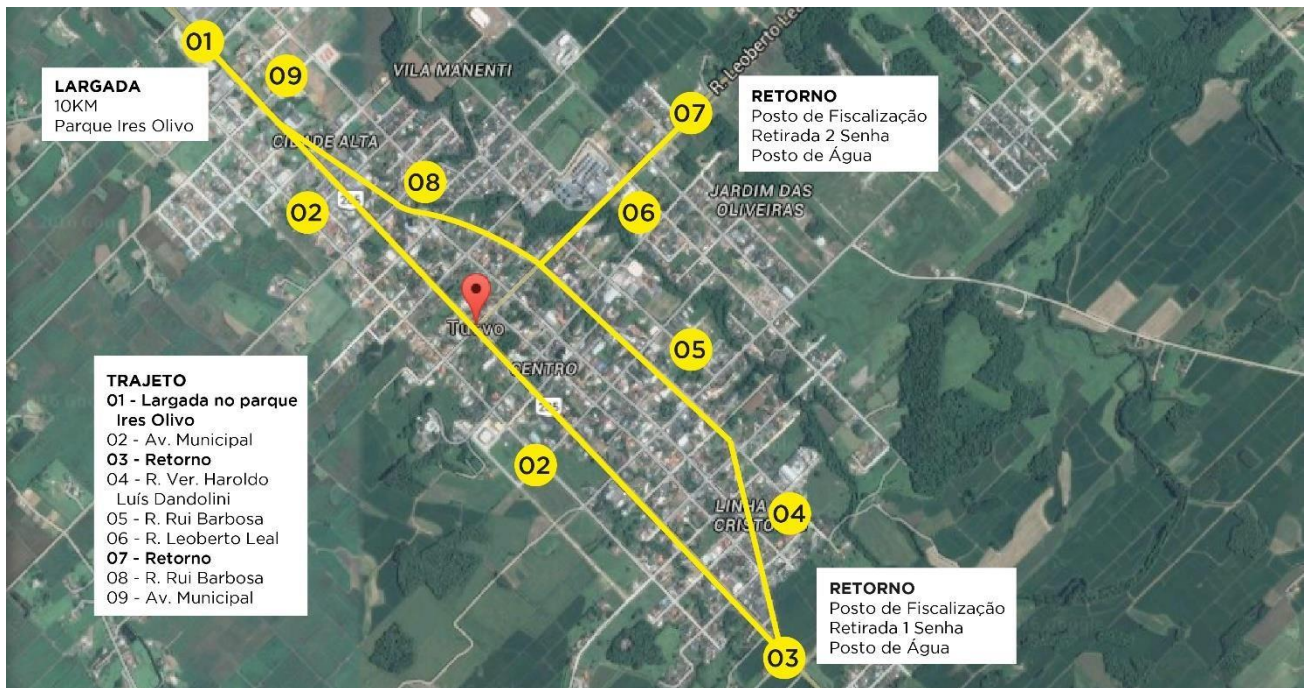 01
LARGADA
10KM
Parque Ires Olivo
09
VILA MANENTI
CIDADE ALTA
R. Leoberto Leal
07
RETORNO
Posto de Fiscalização
Retirada 2 Senha
Posto de Água
08
02
06
JARDIM DAS
OLIVEIRAS
Turvo
CENTRO
05
TRAJETO
01 - Largada no parque
Ires Olivo
02 - Av. Municipal
03 - Retorno
04 - R. Ver. Haroldo
Luís Dandolini
05 - R. Rui Barbosa
06 - R. Leoberto Leal
07 - Retorno
08 - R. Rui Barbosa
09 - Av. Municipal
02
LINHA
04
RETORNO
Posto de Fiscalização
Retirada 1 Senha
Posto de Água
03